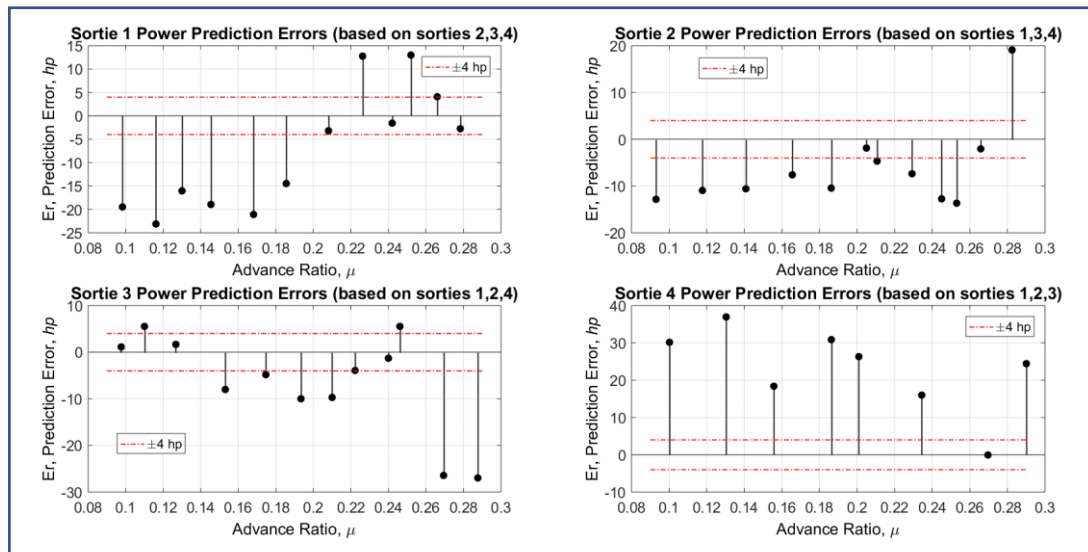 Sortie 1 Power Prediction Errors (based on sorties 2,3,4)
Er, Prediction Error, hp
15
10
5
0
-5
-10
-15
-20
-25
±4 hp
0.08 0.1 0.12 0.14 0.16 0.18 0.2 0.22 0.24 0.26 0.28 0.3
Advance Ratio, μ
Sortie 2 Power Prediction Errors (based on sorties 1,3,4)
Er, Prediction Error, hp
20
10
0
-10
-20
±4 hp
0.08 0.1 0.12 0.14 0.16 0.18 0.2 0.22 0.24 0.26 0.28 0.3
Advance Ratio, μ
Sortie 3 Power Prediction Errors (based on sorties 1,2,4)
Er, Prediction Error, hp
10
0
-10
-20
-30
±4 hp
0.08 0.1 0.12 0.14 0.16 0.18 0.2 0.22 0.24 0.26 0.28 0.3
Advance Ratio, μ
Sortie 4 Power Prediction Errors (based on sorties 1,2,3)
Er, Prediction Error, hp
40
30
20
10
0
-10
±4 hp
0.08 0.1 0.12 0.14 0.16 0.18 0.2 0.22 0.24 0.26 0.28 0.3
Advance Ratio, μ